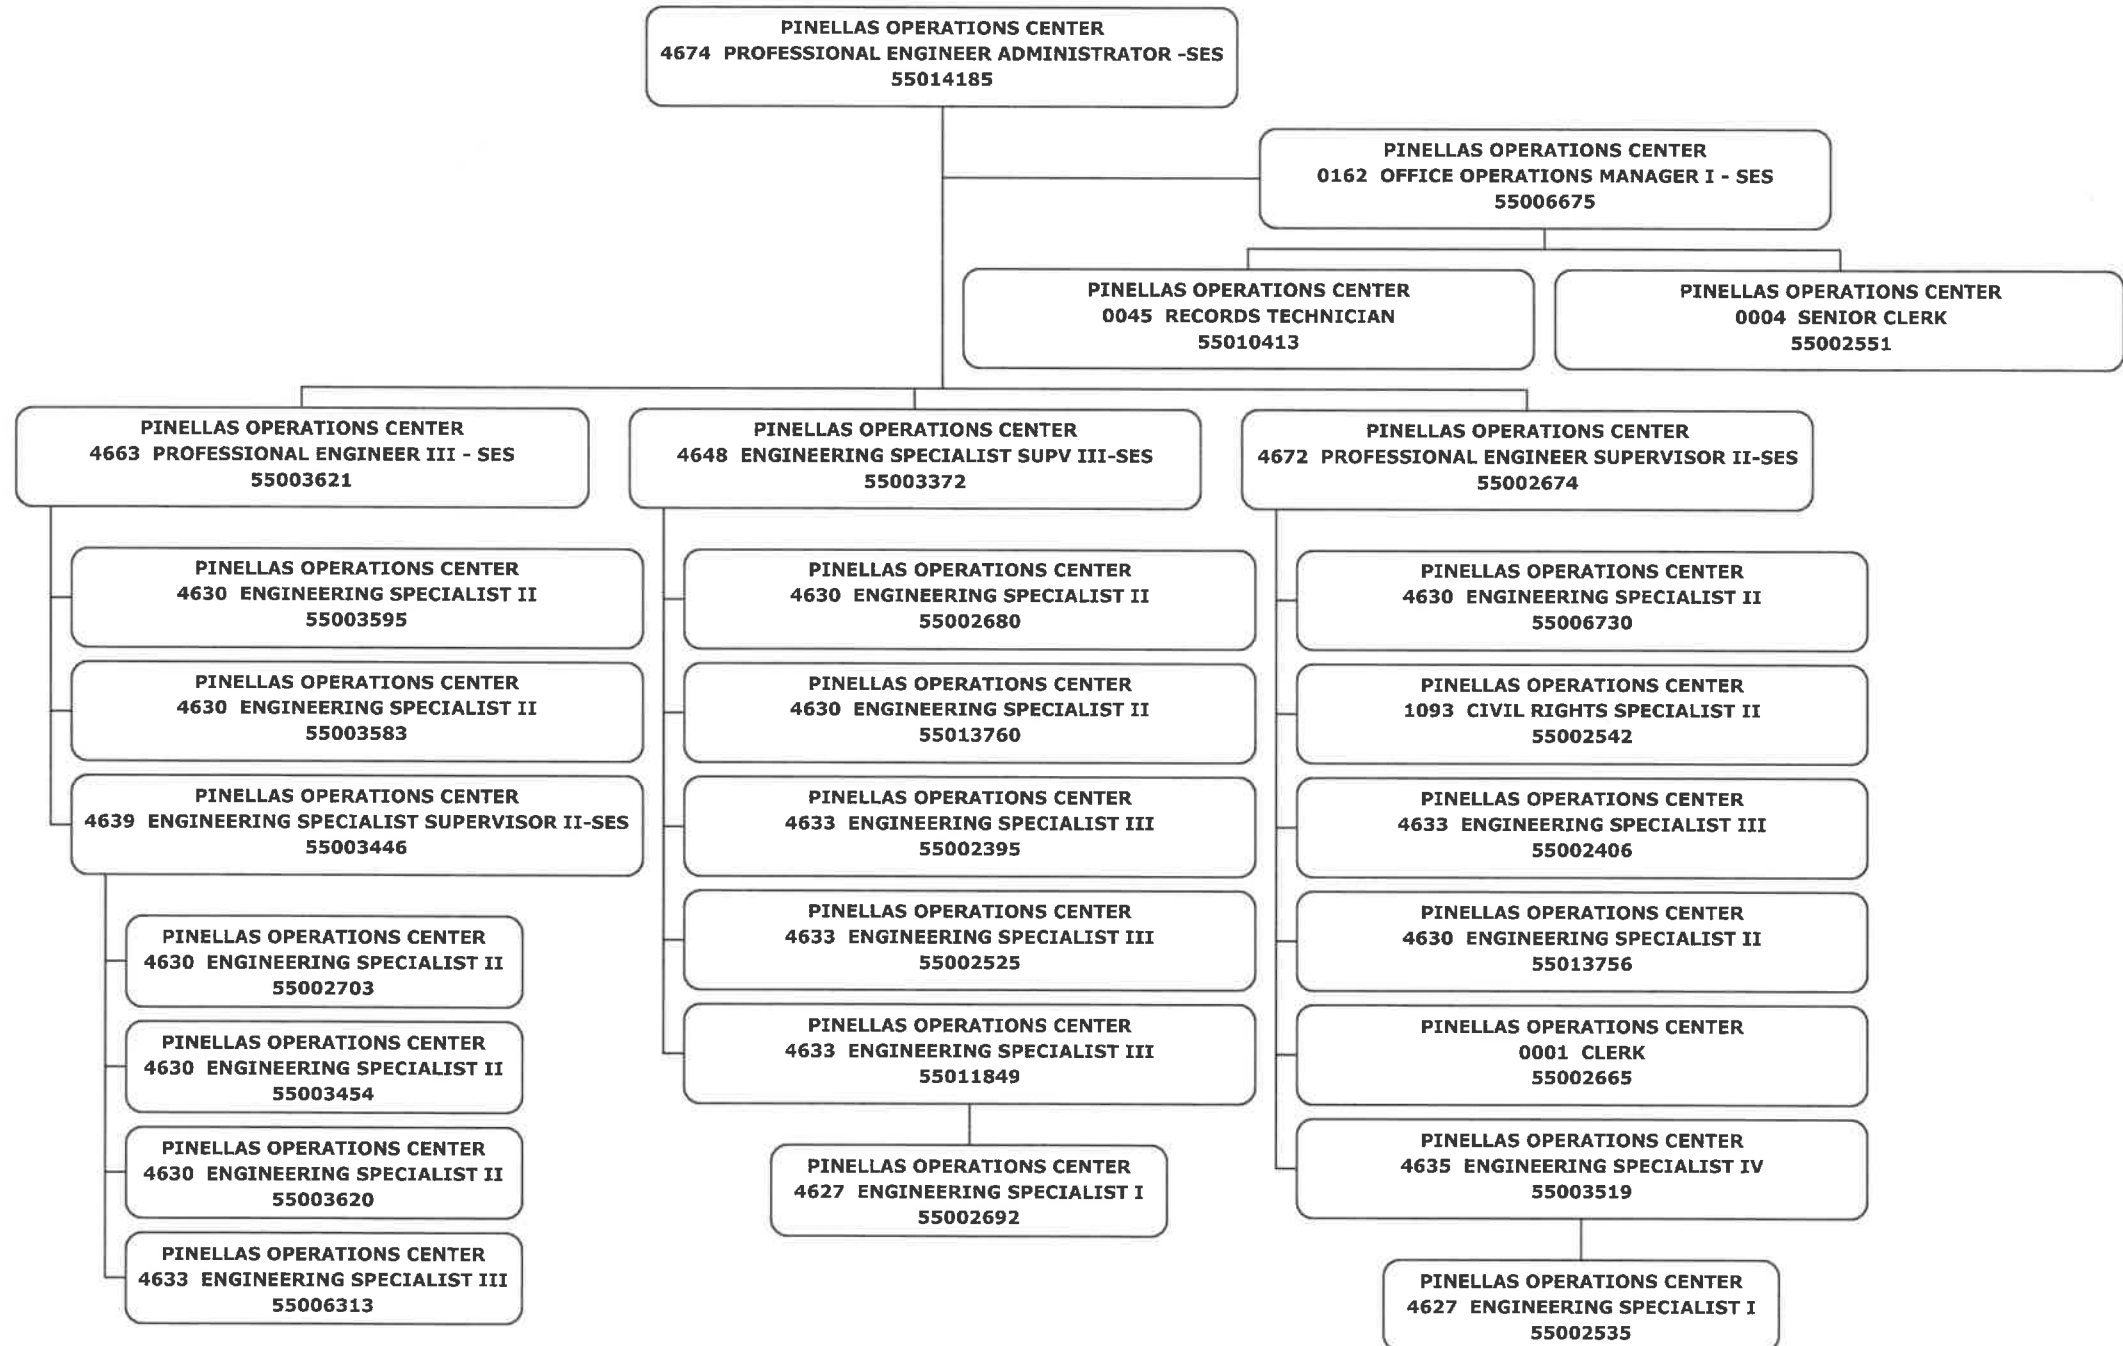 PINELLAS OPERATIONS CENTER
4674 PROFESSIONAL ENGINEER ADMINISTRATOR -SES
55014185
PINELLAS OPERATIONS CENTER
0162 OFFICE OPERATIONS MANAGER I - SES
55006675
PINELLAS OPERATIONS CENTER
0045 RECORDS TECHNICIAN
55010413
PINELLAS OPERATIONS CENTER
0004 SENIOR CLERK
55002551
PINELLAS OPERATIONS CENTER
4663 PROFESSIONAL ENGINEER III - SES
55003621
PINELLAS OPERATIONS CENTER
4630 ENGINEERING SPECIALIST II
55003595
PINELLAS OPERATIONS CENTER
4630 ENGINEERING SPECIALIST II
55003583
PINELLAS OPERATIONS CENTER
4639 ENGINEERING SPECIALIST SUPERVISOR II-SES
55003446
PINELLAS OPERATIONS CENTER
4630 ENGINEERING SPECIALIST II
55002703
PINELLAS OPERATIONS CENTER
4630 ENGINEERING SPECIALIST II
55003454
PINELLAS OPERATIONS CENTER
4630 ENGINEERING SPECIALIST II
55003620
PINELLAS OPERATIONS CENTER
4633 ENGINEERING SPECIALIST III
55006313
PINELLAS OPERATIONS CENTER
4648 ENGINEERING SPECIALIST SUPV III-SES
55003372
PINELLAS OPERATIONS CENTER
4630 ENGINEERING SPECIALIST II
55002680
PINELLAS OPERATIONS CENTER
4630 ENGINEERING SPECIALIST II
55013760
PINELLAS OPERATIONS CENTER
4633 ENGINEERING SPECIALIST III
55002395
PINELLAS OPERATIONS CENTER
4633 ENGINEERING SPECIALIST III
55002525
PINELLAS OPERATIONS CENTER
4633 ENGINEERING SPECIALIST III
55011849
PINELLAS OPERATIONS CENTER
4627 ENGINEERING SPECIALIST I
55002692
PINELLAS OPERATIONS CENTER
4672 PROFESSIONAL ENGINEER SUPERVISOR II-SES
55002674
PINELLAS OPERATIONS CENTER
4630 ENGINEERING SPECIALIST II
55006730
PINELLAS OPERATIONS CENTER
1093 CIVIL RIGHTS SPECIALIST II
55002542
PINELLAS OPERATIONS CENTER
4633 ENGINEERING SPECIALIST III
55002406
PINELLAS OPERATIONS CENTER
4630 ENGINEERING SPECIALIST II
55013756
PINELLAS OPERATIONS CENTER
0001 CLERK
55002665
PINELLAS OPERATIONS CENTER
4635 ENGINEERING SPECIALIST IV
55003519
PINELLAS OPERATIONS CENTER
4627 ENGINEERING SPECIALIST I
55002535